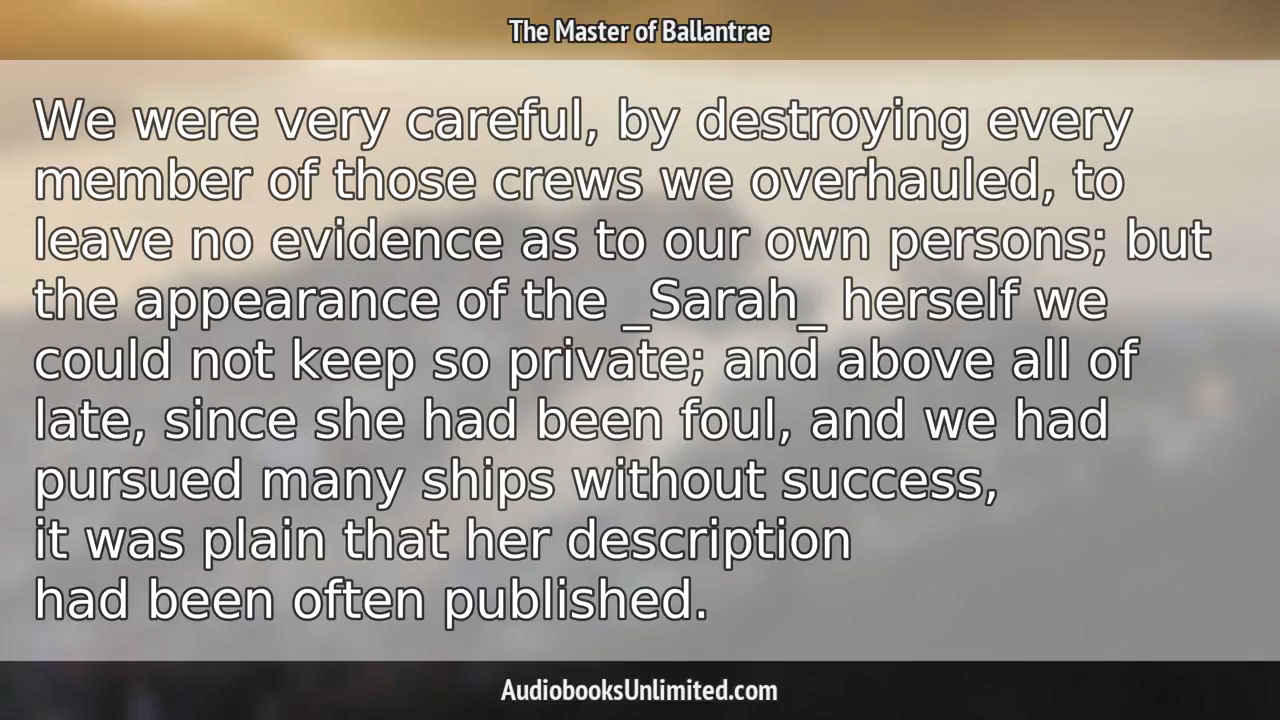 The Master of Ballantrae
We were very careful, by destroying every
member of those crews we overhauled, to
leave no evidence as to our own persons; but
the appearance of the _Sarah_ herself we
could not keep so private; and above all of
late, since she had been foul, and we had
pursued many ships without success,
it was plain that her description
had been often published.
AudiobooksUnlimited.com